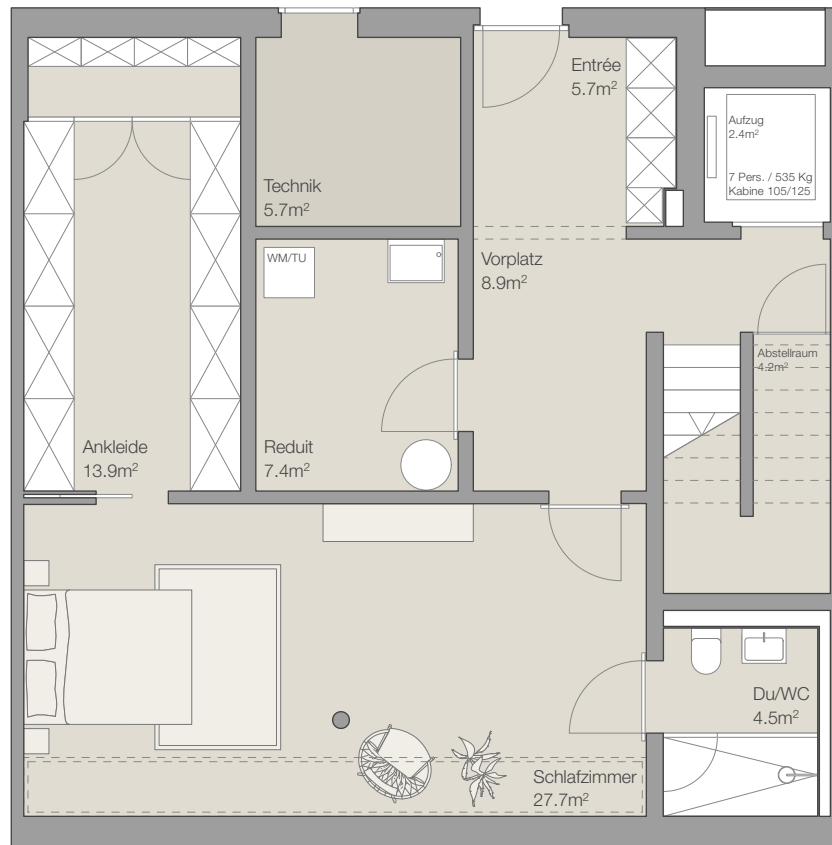 Entrée
5.7m²
Aufzug
2.4m²
7 Pers. / 535 Kg
Kabine 105/125
Technik
5.7m²
WM/TU
Vorplatz
8.9m²
Abstellraum
4.2m²
Ankleide
13.9m²
Reduit
7.4m²
Du/WC
4.5m²
Schlafzimmer
27.7m²